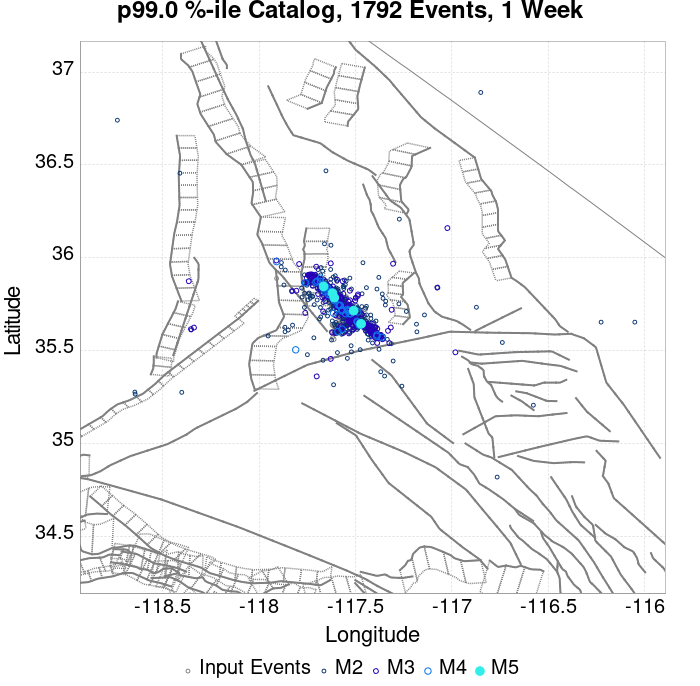 p99.0 %-ile Catalog, 1792 Events, 1 Week
37
36.5
36
35.5
35
34.5
Latitude
-118.5 -118 -117.5 -117 -116.5 -116
Longitude
Input Events M2 M3 M4 M5